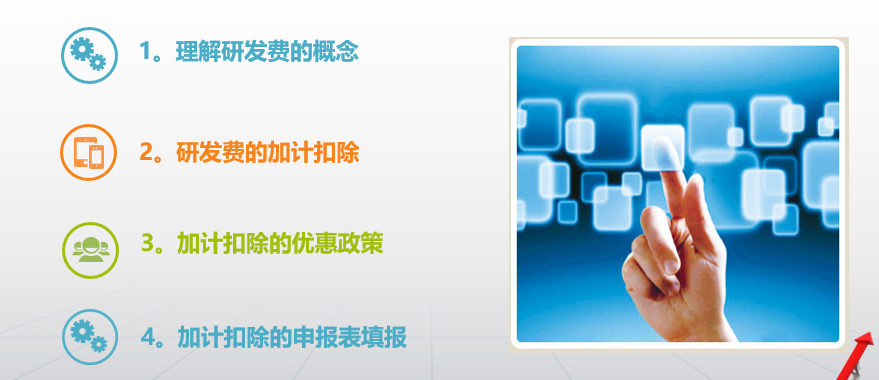 1。理解研发费的概念
2。研发费的加计扣除
3。加计扣除的优惠政策
4。加计扣除的申报表填报